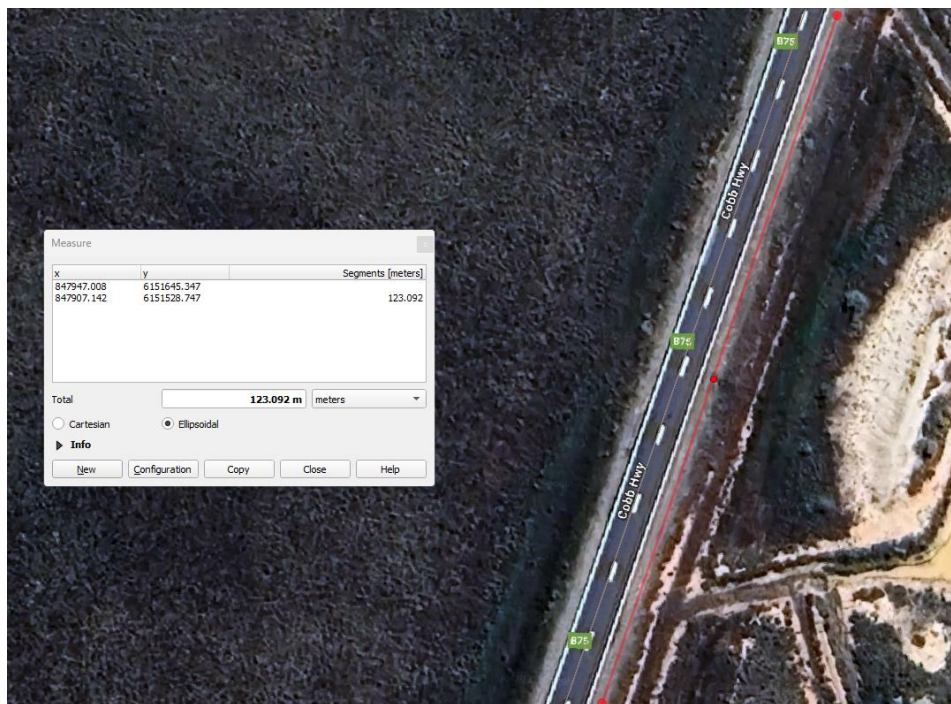 B75
Cobb Hwy
Measure
x y Segments [meters]
847947.008 6151645.347
847907.142 6151528.747 123.092
B75
Total 123.092 m meters
Cartesian Ellipsoidal
Info
Cobb Hwy
New Configuration Copy Close Help
B75